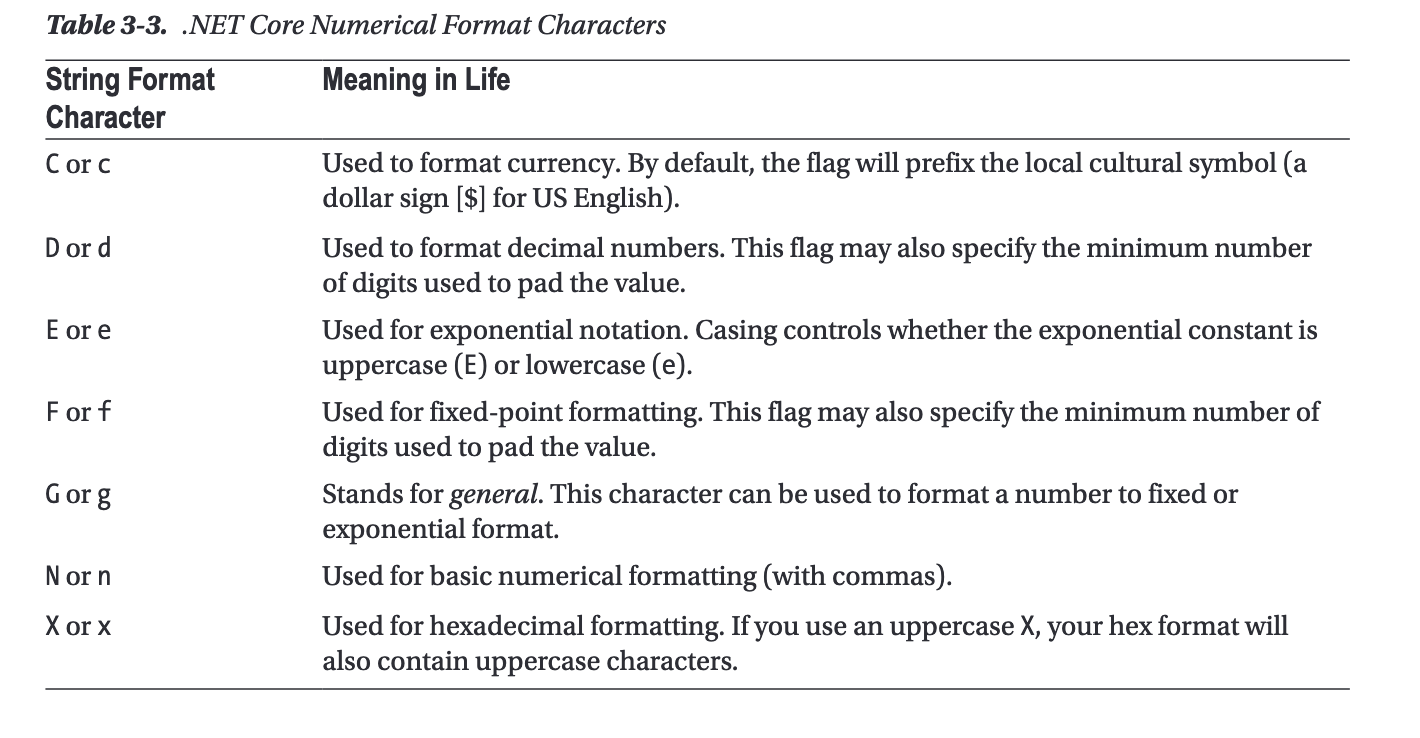 Table 3-3. .NET Core Numerical Format Characters
String Format Character
Meaning in Life
C or c
Used to format currency. By default, the flag will prefix the local cultural symbol (a
dollar sign [$] for US English).
D or d
Used to format decimal numbers. This flag may also specify the minimum number
of digits used to pad the value.
E or e
Used for exponential notation. Casing controls whether the exponential constant is
uppercase (E) or lowercase (e).
F or f
Used for fixed-point formatting. This flag may also specify the minimum number of
digits used to pad the value.
G or g
Stands for general. This character can be used to format a number to fixed or
exponential format.
N or n
Used for basic numerical formatting (with commas).
X or x
Used for hexadecimal formatting. If you use an uppercase X, your hex format will
also contain uppercase characters.